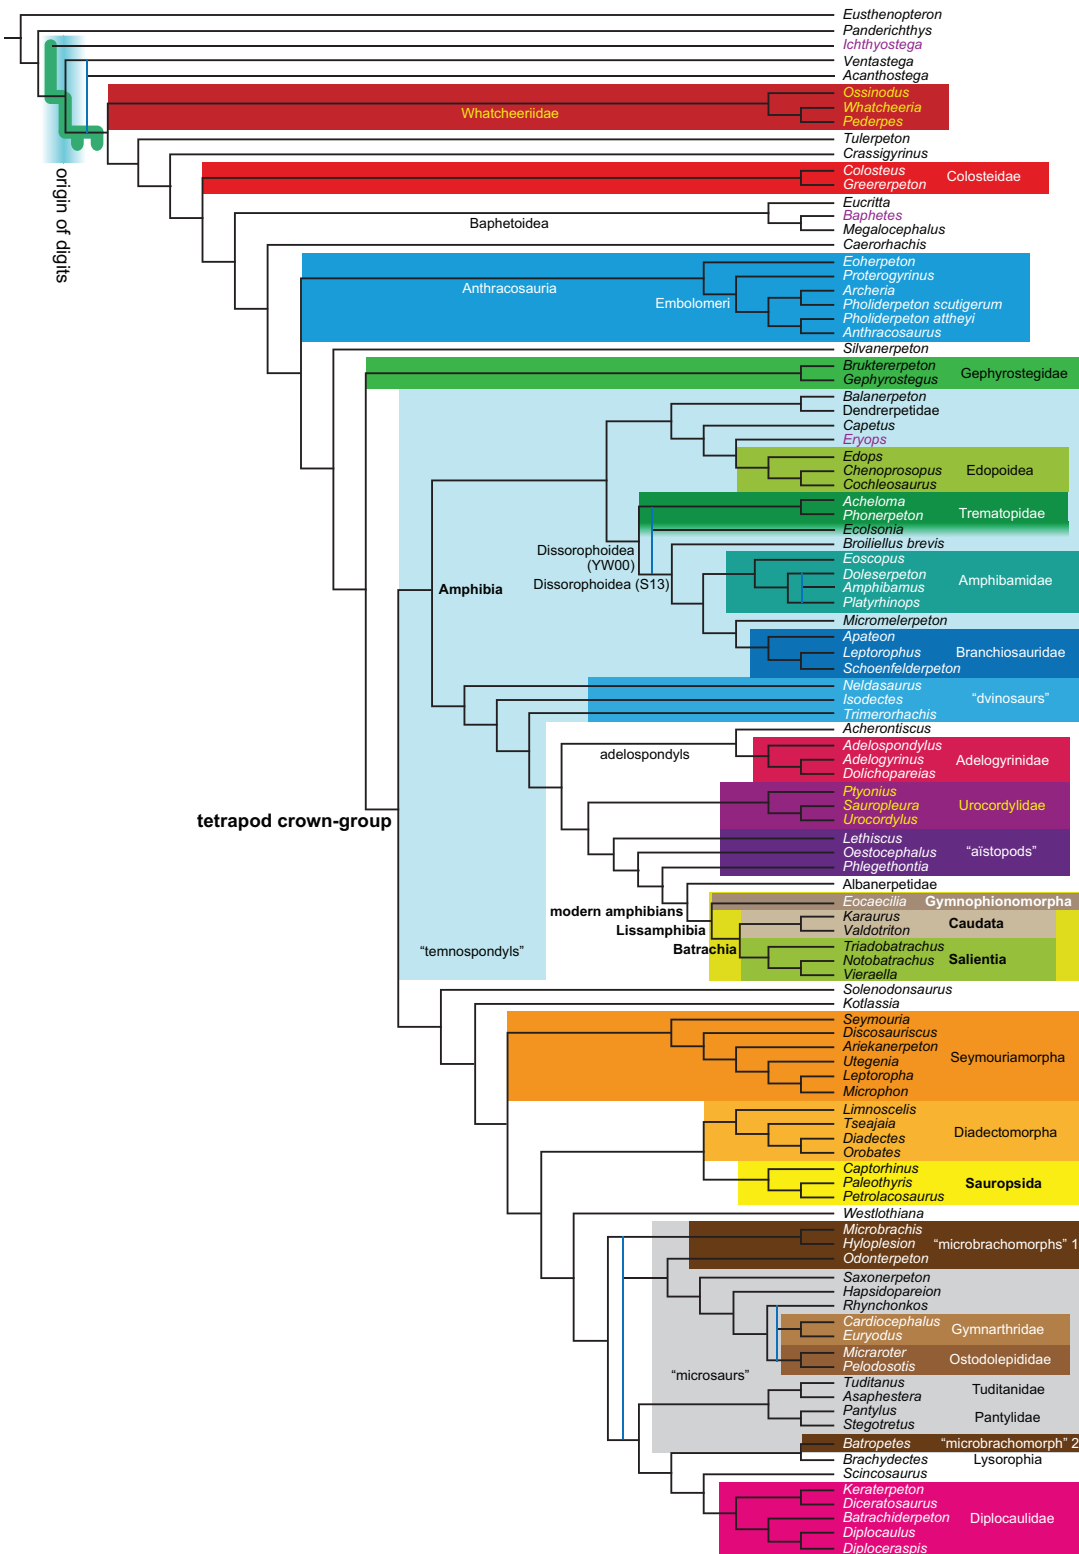 Eusthenopteron
Panderichthys
Ichthyostega
Ventastega
Acanthostega
Ossinodus
Whatcheeriidae
Whatcheeria
Pederpes
Tulerpeton
Crassigyrinus
origin of digits
Colosteus
Colosteidae
Greererpeton
Eucritta
Baphetes
Baphetoidea
Megalocephalus
Caerorhachis
Eoherpeton
Proterogyrinus
Anthracosauria
Archeria
Embolomeri
Pholiderpeton scutigerum
Pholiderpeton attheyi
Anthracosaurus
Silvanerpeton
Bruktererpeton
Gephyrostegidae
Gephyrostegus
Balanerpeton
Dendrerpetidae
Capetus
Eryops
Edops
Chenoprosopus
Edopoidea
Cochleosaurus
Acheloma
Phonerpeton
Trematopidae
Ecolsonia
Broiliellus brevis
Dissorophoidea
(YW00)
Eoscopus
Doleserpeton
Amphibamidae
Dissorophoidea (S13)
Amphibamus
Amphibia
Platyrhinops
Micromelerpeton
Apateon
Leptorophus
Branchiosauridae
Schoenfelderpeton
Neldasaurus
Isodectes
“dvinosaurs”
Trimerorhachis
Acherontiscus
adelospondyls
Adelospondylus
Adelogyrinus
Adelogyrinidae
Dolichopareias
Ptyonius
Sauropleura
Urocordylidae
Urocordylus
tetrapod crown-group
Lethiscus
Oestocephalus
“aïstopods”
Phlegethontia
Albanerpetidae
Eocaecilia
Gymnophionomorpha
modern amphibians
Karaurus
Caudata
Lissamphibia
Valdotriton
Batrachia
Triadobatrachus
“temnospondyls”
Notobatrachus
Salientia
Vieraella
Solenodonsaurus
Kotlassia
Seymouria
Discosauriscus
Ariekanerpeton
Seymouriamorpha
Utegenia
Leptoropha
Microphon
Limnoscelis
Tseajaia
Diadectomorpha
Diadectes
Orobates
Captorhinus
Paleothyris
Sauropsida
Petrolacosaurus
Westlothiana
Microbrachis
Hyloplesion
“microbrachomorphs” 1
Odonterpeton
Saxonerpeton
Hapsidopareion
Rhynchonkos
Cardiocephalus
Gymnarthridae
Euryodus
Micraroter
Ostodolepididae
Pelodosotis
“microsaurs”
Tuditanus
Tuditanidae
Asaphestera
Pantylus
Pantylidae
Stegotretus
Batropetes
“microbrachomorph” 2
Brachydectes
Lysorophia
Scincosaurus
Keraterpeton
Diceratosaurus
Batrachiderpeton
Diplocaulidae
Diplocaulus
Diploceraspis